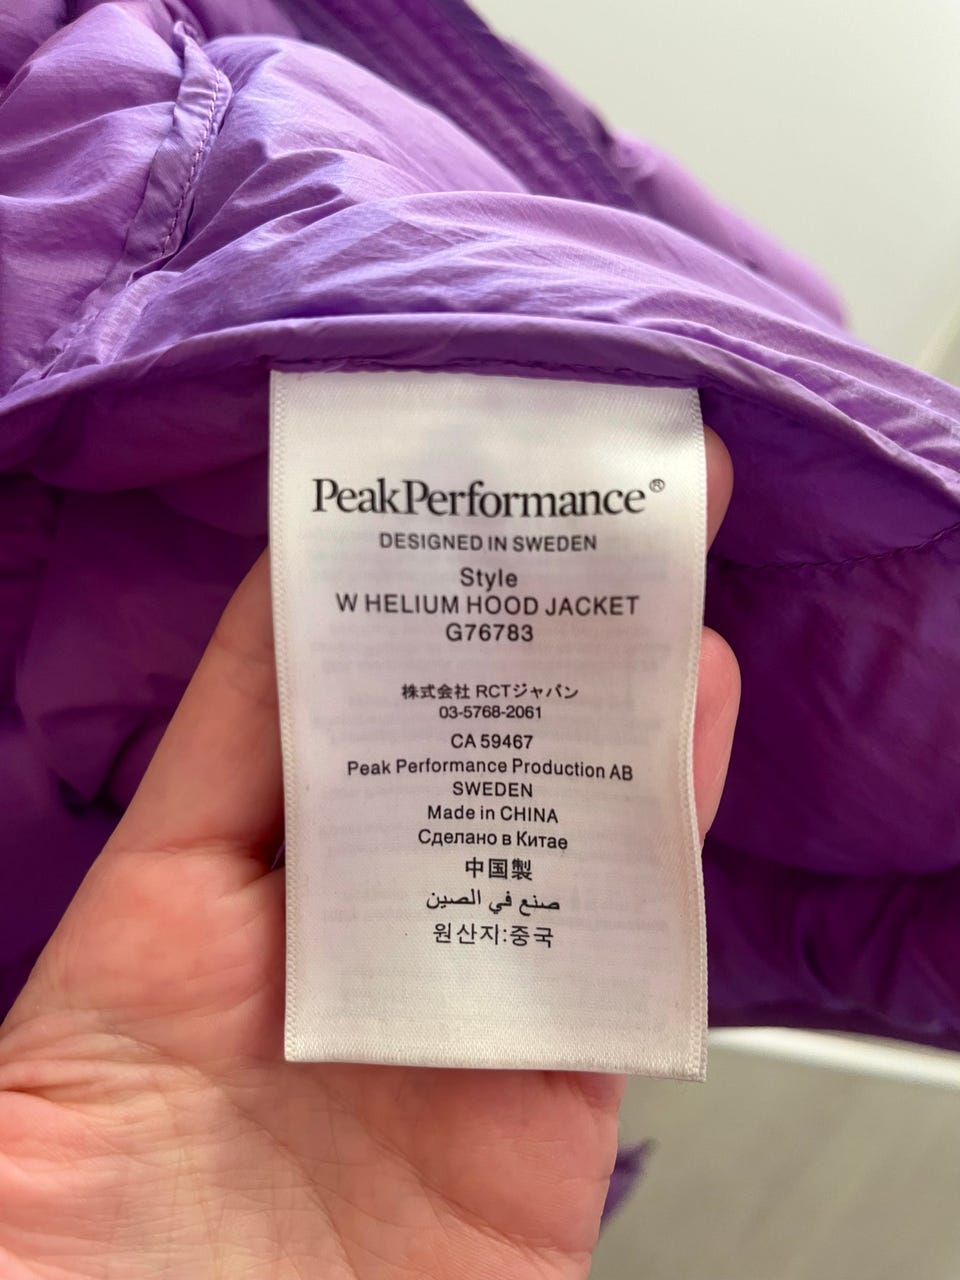 PeakPerformance®
DESIGNED IN SWEDEN
Style
W HELIUM HOOD JACKET
G76783
株式会社 RCTジャパン
03-5768-2061
CA 59467
Peak Performance Production AB
SWEDEN
Made in CHINA
Сделано в Китае
中国製
صنع في الصين
원산지:중국